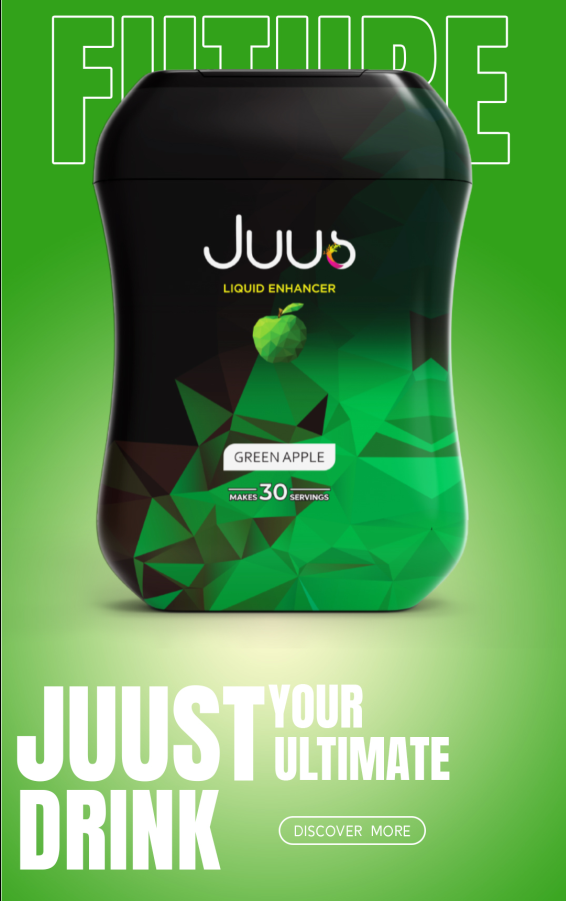 FUTURE
Juus
LIQUID ENHANCER
GREEN APPLE
MAKES 30 SERVINGS
JUUST YOUR
ULTIMATE
DRINK
DISCOVER MORE